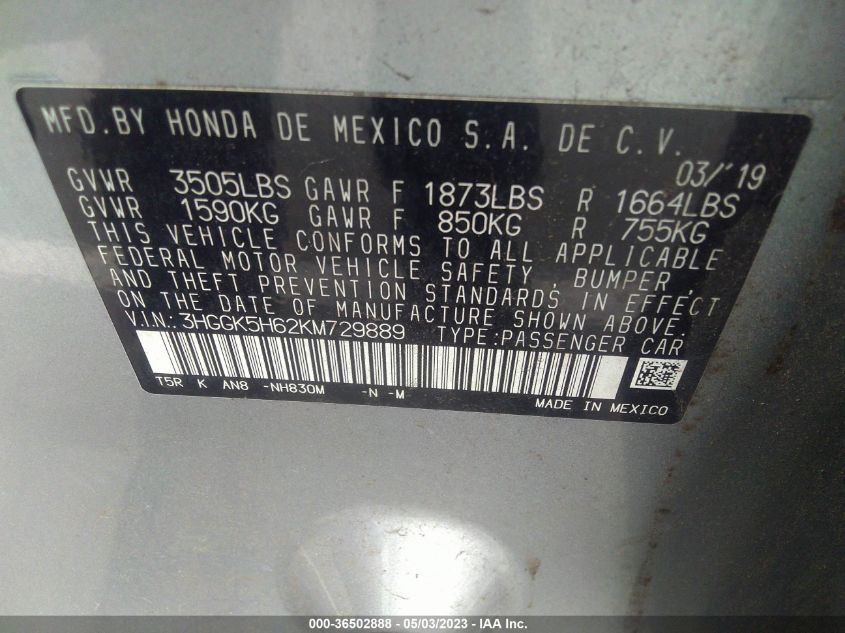 MFD.BY HONDA DE MEXICO S.A. DE C.V.
03/'19
GVWR 3505LBS GAWR F 1873LBS R 1664LBS
GVWR 1590KG GAWR F 850KG R 755KG
THIS VEHICLE CONFORMS TO ALL APPLICABLE
FEDERAL MOTOR VEHICLE SAFETY, BUMPER,
AND THEFT PREVENTION STANDARDS IN EFFECT
ON THE DATE OF MANUFACTURE SHOWN ABOVE.
V.I.N.:3HGGK5H62KM729889 TYPE:PASSENGER CAR
T5R K AN8 -NH830M -N -M
MADE IN MEXICO
000-36502888 - 05/03/2023 - IAA Inc.